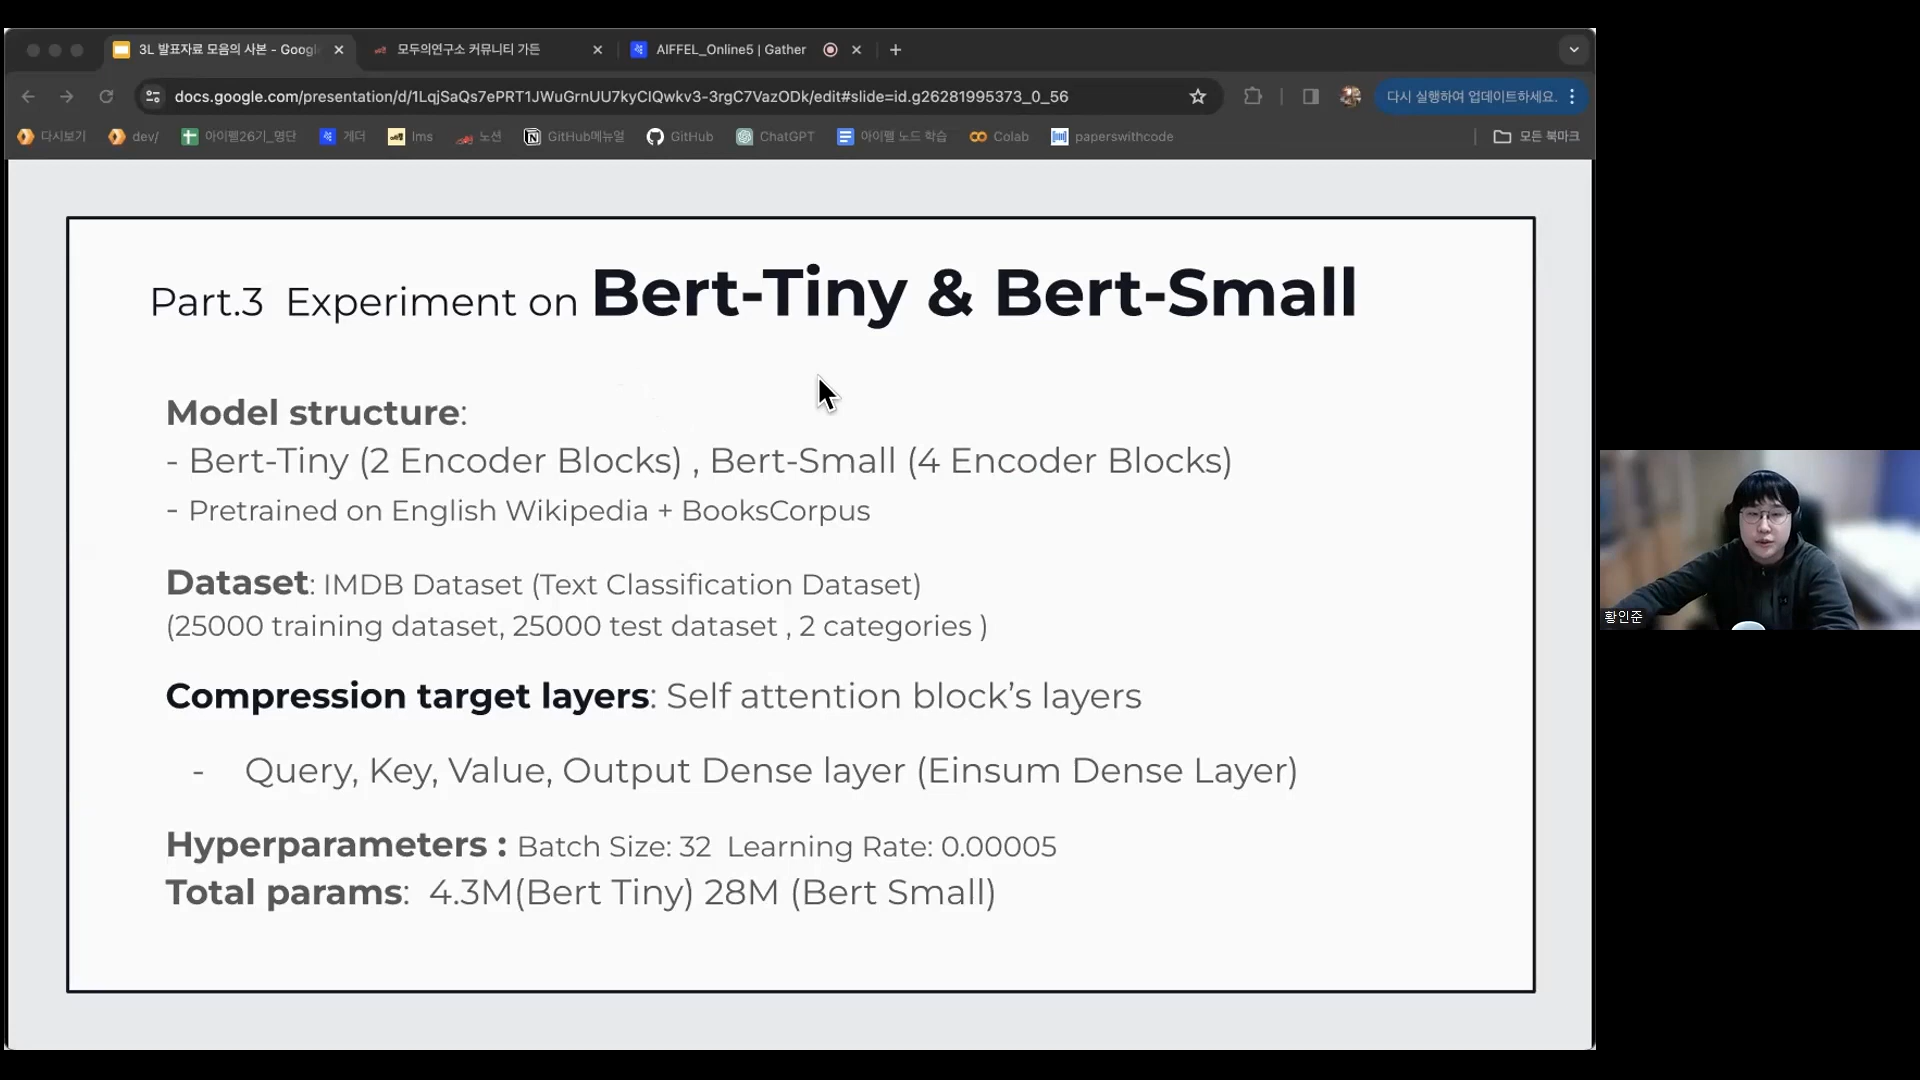 3L 발표자료 모음의 사본 - Googl
모두의연구소 커뮤니티 가든
AIFFEL_Online5 | Gather
docs.google.com/presentation/d/1LqjSaQs7ePRT1JWuGrnUU7kyCIQwkv3-3rgC7VazODk/edit#slide=id.g26281995373_0_56
다시 실행하여 업데이트하세요.
다시보기 dev/ 아이펠26기_명단 게더 lms 노션 GitHub메뉴얼 GitHub ChatGPT 아이펠 노드 학습 Colab paperswithcode 모든 북마크
Part.3 Experiment on Bert-Tiny & Bert-Small
Model structure:
- Bert-Tiny (2 Encoder Blocks) , Bert-Small (4 Encoder Blocks)
- Pretrained on English Wikipedia + BooksCorpus
Dataset: IMDB Dataset (Text Classification Dataset)
(25000 training dataset, 25000 test dataset , 2 categories )
Compression target layers: Self attention block’s layers
- Query, Key, Value, Output Dense layer (Einsum Dense Layer)
Hyperparameters : Batch Size: 32 Learning Rate: 0.00005
Total params: 4.3M(Bert Tiny) 28M (Bert Small)
황인준